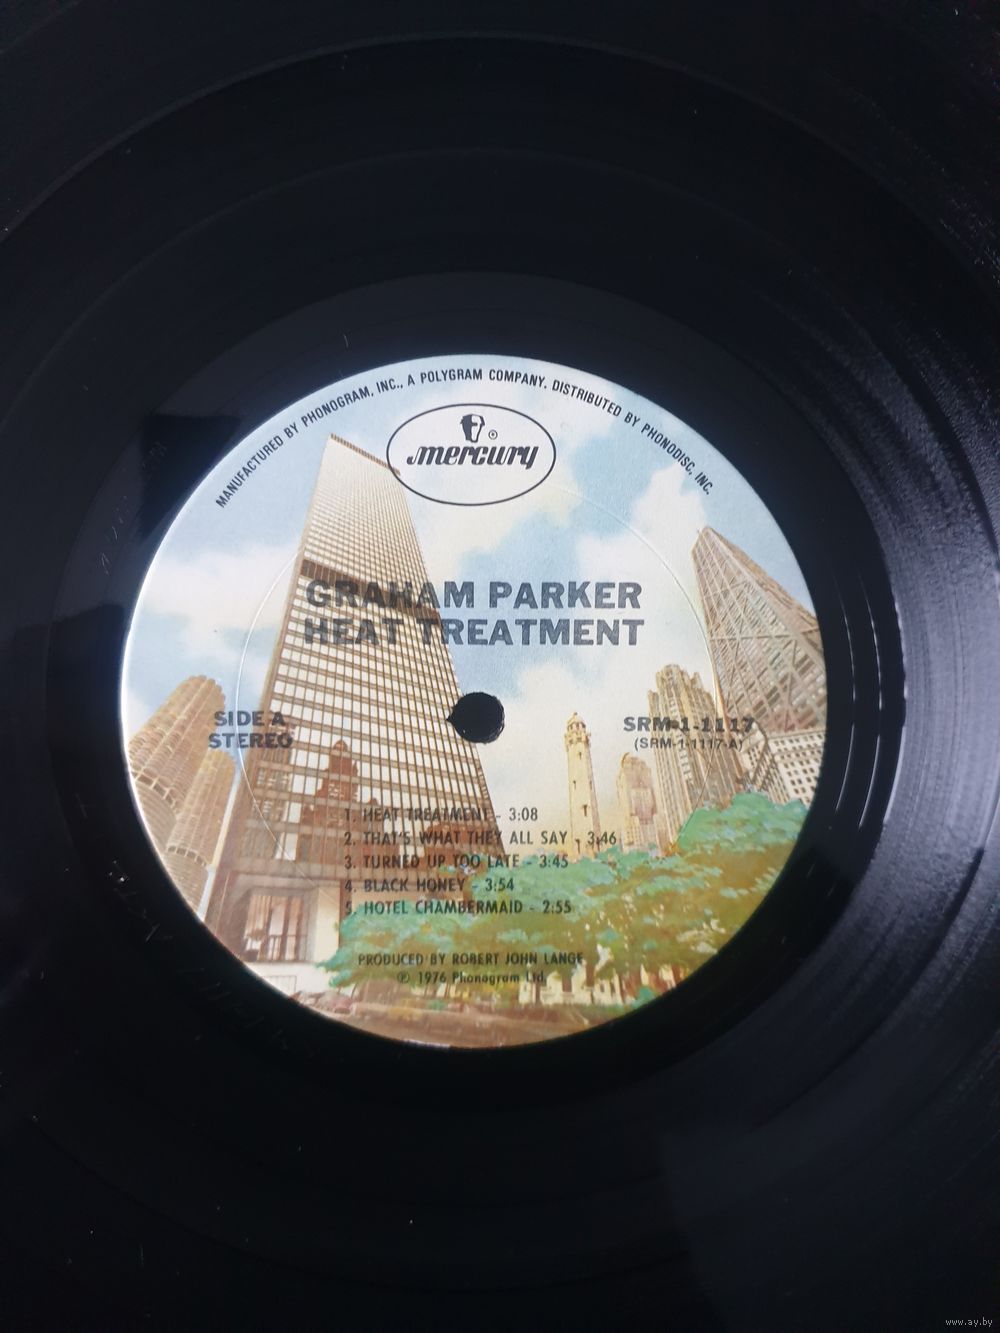 MANUFACTURED BY PHONOGRAM, INC., A POLYGRAM COMPANY. DISTRIBUTED BY PHONODISC, INC.
mercury
GRAHAM PARKER
HEAT TREATMENT
SIDE A
STEREO
SRM-1-1117
(SRM-1-1117-A)
1. HEAT TREATMENT - 3:08
2. THAT'S WHAT THEY ALL SAY - 3:46
3. TURNED UP TOO LATE - 3:45
4. BLACK HONEY - 3:54
5. HOTEL CHAMBERMAID - 2:55
PRODUCED BY ROBERT JOHN LANGE
℗ 1976 Phonogram Ltd.
www.ay.by